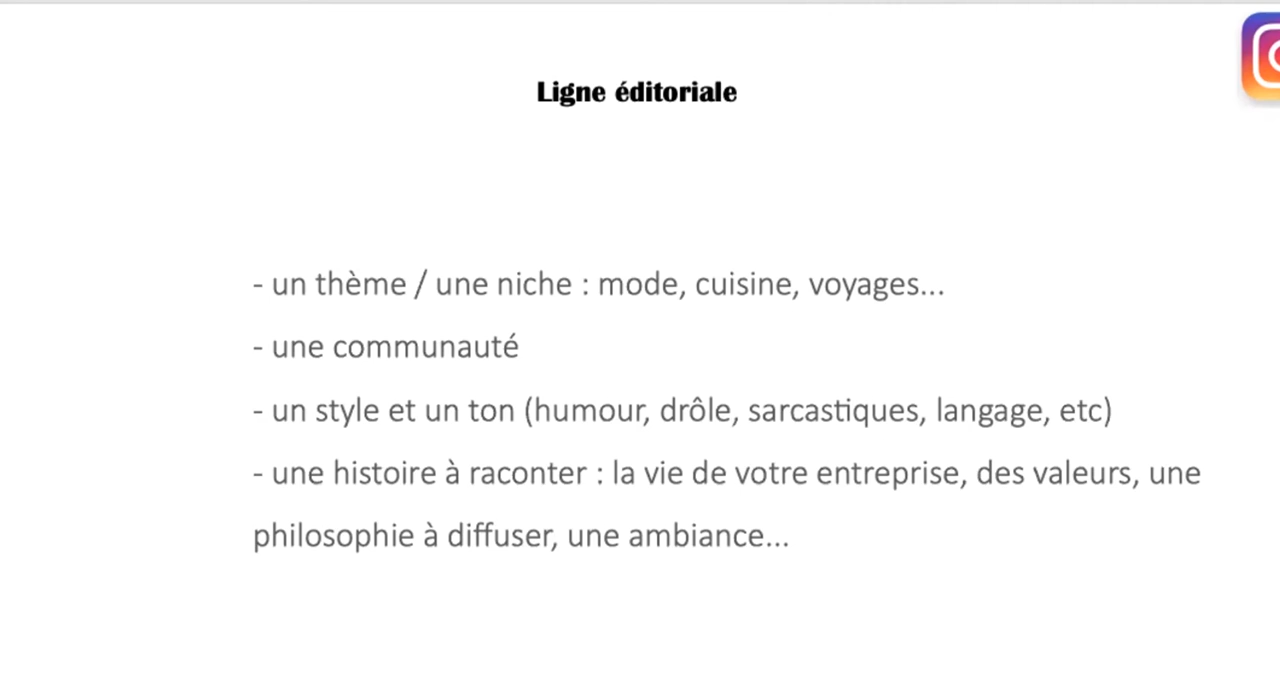 Ligne éditoriale
- un thème / une niche : mode, cuisine, voyages...
- une communauté
- un style et un ton (humour, drôle, sarcastiques, langage, etc)
- une histoire à raconter : la vie de votre entreprise, des valeurs, une
philosophie à diffuser, une ambiance...